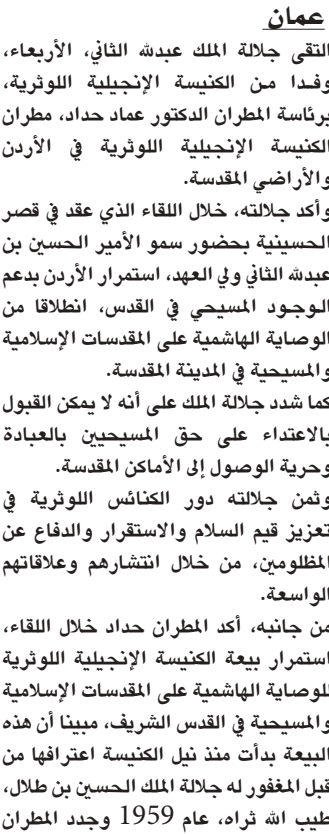 عمان
التقى جلالة الملك عبدالله الثاني، الأربعاء،
وفدا من الكنيسة الإنجيلية اللوثرية،
برئاسة المطران الدكتور عماد حداد، مطران
الكنيسة الإنجيلية اللوثرية في الأردن
والأراضي المقدسة.
وأكد جلالته، خلال اللقاء الذي عقد في قصر
الحسينية بحضور سمو الأمير الحسين بن
عبدالله الثاني ولي العهد، استمرار الأردن بدعم
الوجود المسيحي في القدس، انطلاقا من
الوصاية الهاشمية على المقدسات الإسلامية
والمسيحية في المدينة المقدسة.
كما شدد جلالة الملك على أنه لا يمكن القبول
بالاعتداء على حق المسيحيين بالعبادة
وحرية الوصول إلى الأماكن المقدسة.
وثمن جلالته دور الكنائس اللوثرية في
تعزيز قيم السلام والاستقرار والدفاع عن
المظلومين، من خلال انتشارهم وعلاقاتهم
الواسعة.
من جانبه، أكد المطران حداد خلال اللقاء،
استمرار بيعة الكنيسة الإنجيلية اللوثرية
للوصاية الهاشمية على المقدسات الإسلامية
والمسيحية في القدس الشريف، مبينا أن هذه
البيعة بدأت منذ نيل الكنيسة اعترافها من
قبل المغفور له جلالة الملك الحسين بن طلال،
طيب الله ثراه، عام 1959 وجدد المطران